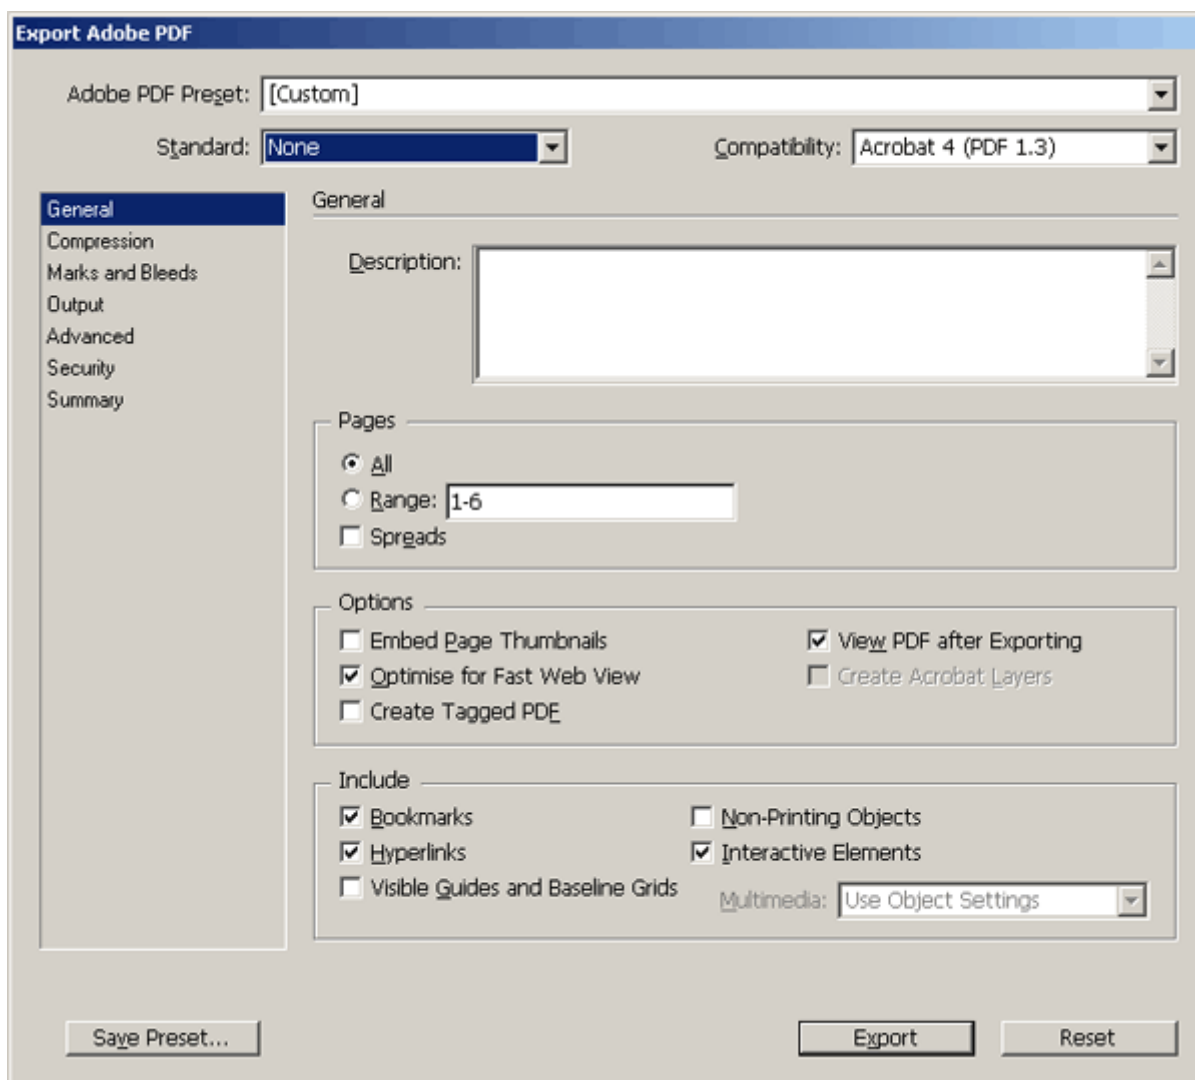 Export Adobe PDF
Adobe PDF Preset: [Custom]
Standard: None Compatibility: Acrobat 4 (PDF 1.3)
General
Compression
Marks and Bleeds
Output
Advanced
Security
Summary
General
Description:
Pages
All
Range: 1-6
Spreads
Options
Embed Page Thumbnails View PDF after Exporting
Optimise for Fast Web View Create Acrobat Layers
Create Tagged PDF
Include
Bookmarks Non-Printing Objects
Hyperlinks Interactive Elements
Visible Guides and Baseline Grids Multimedia: Use Object Settings
Save Preset... Export Reset